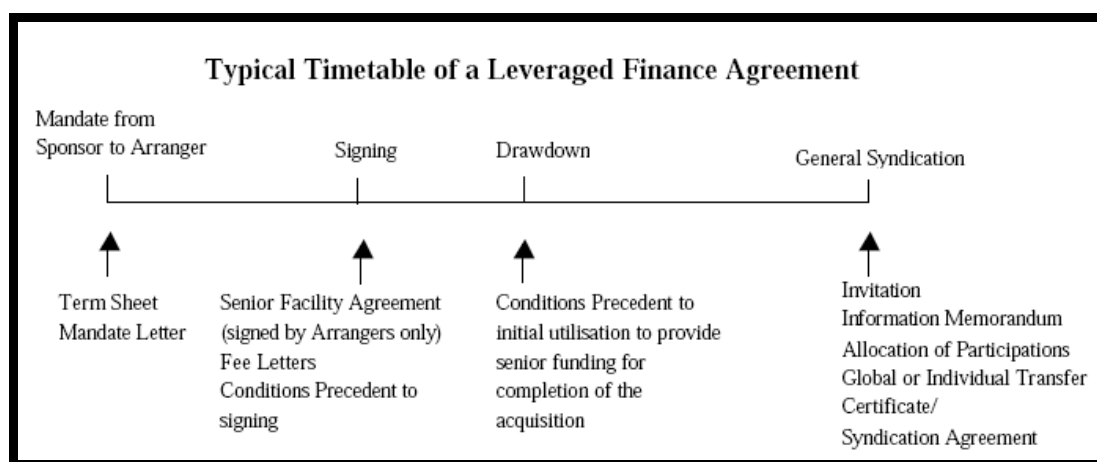 Typical Timetable of a Leveraged Finance Agreement
Mandate from
Sponsor to Arranger
Signing
Drawdown
General Syndication
Term Sheet
Mandate Letter
Senior Facility Agreement
(signed by Arrangers only)
Fee Letters
Conditions Precedent to
signing
Conditions Precedent to
initial utilisation to provide
senior funding for
completion of the
acquisition
Invitation
Information Memorandum
Allocation of Participations
Global or Individual Transfer
Certificate/
Syndication Agreement